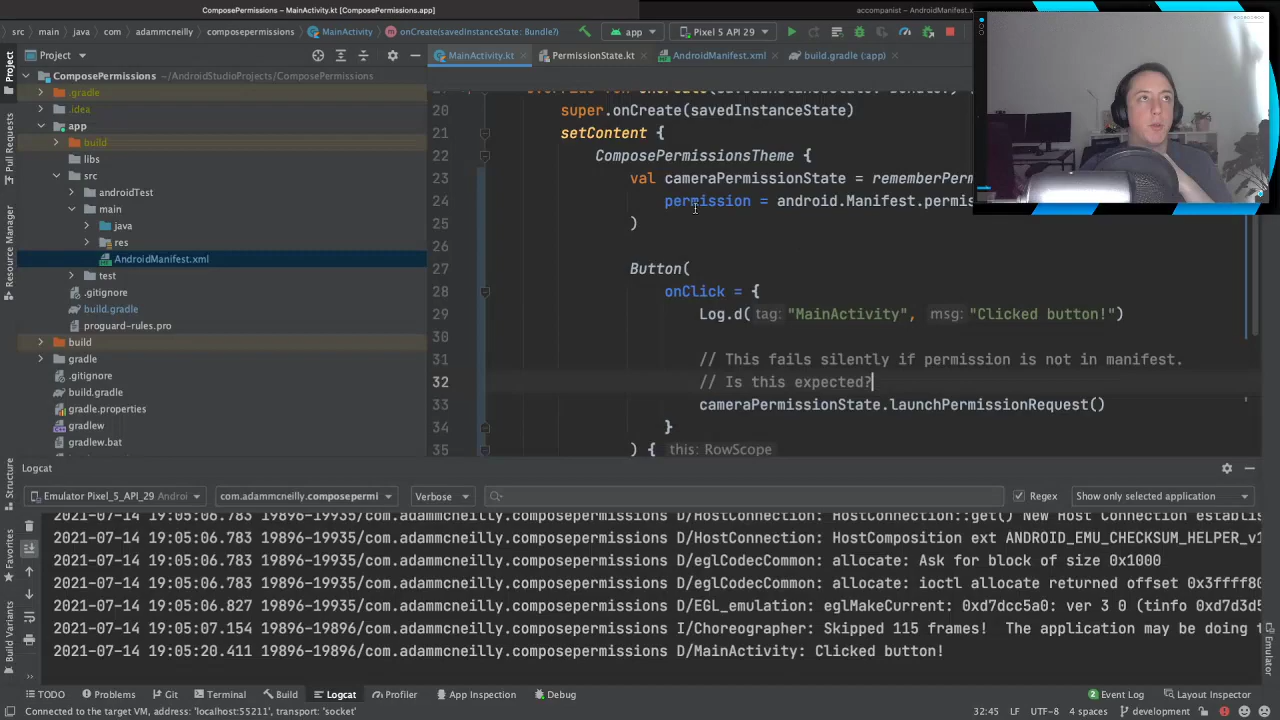 ComposePermissions – MainActivity.kt [ComposePermissions.app]
accompanist – AndroidManifest.x
src
main
java
com
adammcneilly
composepermissions
MainActivity
onCreate(savedInstanceState: Bundle?)
app
Pixel 5 API 29
Project
MainActivity.kt
PermissionState.kt
AndroidManifest.xml
build.gradle (:app)
Project
Pull Requests
Resource Manager
Structure
Favorites
Build Variants
ComposePermissions ~/AndroidStudioProjects/ComposePermissions
.gradle
.idea
app
build
libs
src
androidTest
main
java
res
AndroidManifest.xml
test
.gitignore
build.gradle
proguard-rules.pro
build
gradle
.gitignore
build.gradle
gradle.properties
gradlew
gradlew.bat
20 super.onCreate(savedInstanceState)
21 setContent {
22 ComposePermissionsTheme {
23 val cameraPermissionState = rememberPerm
24 permission = android.Manifest.permis
25 )
26
27 Button(
28 onClick = {
29 Log.d( tag: "MainActivity", msg: "Clicked button!")
30
31 // This fails silently if permission is not in manifest.
32 // Is this expected?
33 cameraPermissionState.launchPermissionRequest()
34 }
35 ) { this: RowScope
Logcat
Emulator Pixel_5_API_29 Androi
com.adammcneilly.composepermi
Verbose
Regex
Show only selected application
2021-07-14 19:05:06.783 19896-19935/com.adammcneilly.composepermissions D/HostConnection: HostConnection::get() New Host Connection establis
2021-07-14 19:05:06.783 19896-19935/com.adammcneilly.composepermissions D/HostConnection: HostComposition ext ANDROID_EMU_CHECKSUM_HELPER_v1
2021-07-14 19:05:06.783 19896-19935/com.adammcneilly.composepermissions D/eglCodecCommon: allocate: Ask for block of size 0x1000
2021-07-14 19:05:06.783 19896-19935/com.adammcneilly.composepermissions D/eglCodecCommon: allocate: ioctl allocate returned offset 0x3ffff80
2021-07-14 19:05:06.827 19896-19935/com.adammcneilly.composepermissions D/EGL_emulation: eglMakeCurrent: 0xd7dcc5a0: ver 3 0 (tinfo 0xd7d3d5
2021-07-14 19:05:07.154 19896-19896/com.adammcneilly.composepermissions I/Choreographer: Skipped 115 frames!  The application may be doing t
2021-07-14 19:05:20.411 19896-19896/com.adammcneilly.composepermissions D/MainActivity: Clicked button!
Emulator
TODO
Problems
Git
Terminal
Build
Logcat
Profiler
App Inspection
Debug
2 Event Log
Layout Inspector
Connected to the target VM, address: 'localhost:55211', transport: 'socket'
32:45
LF
UTF-8
4 spaces
development